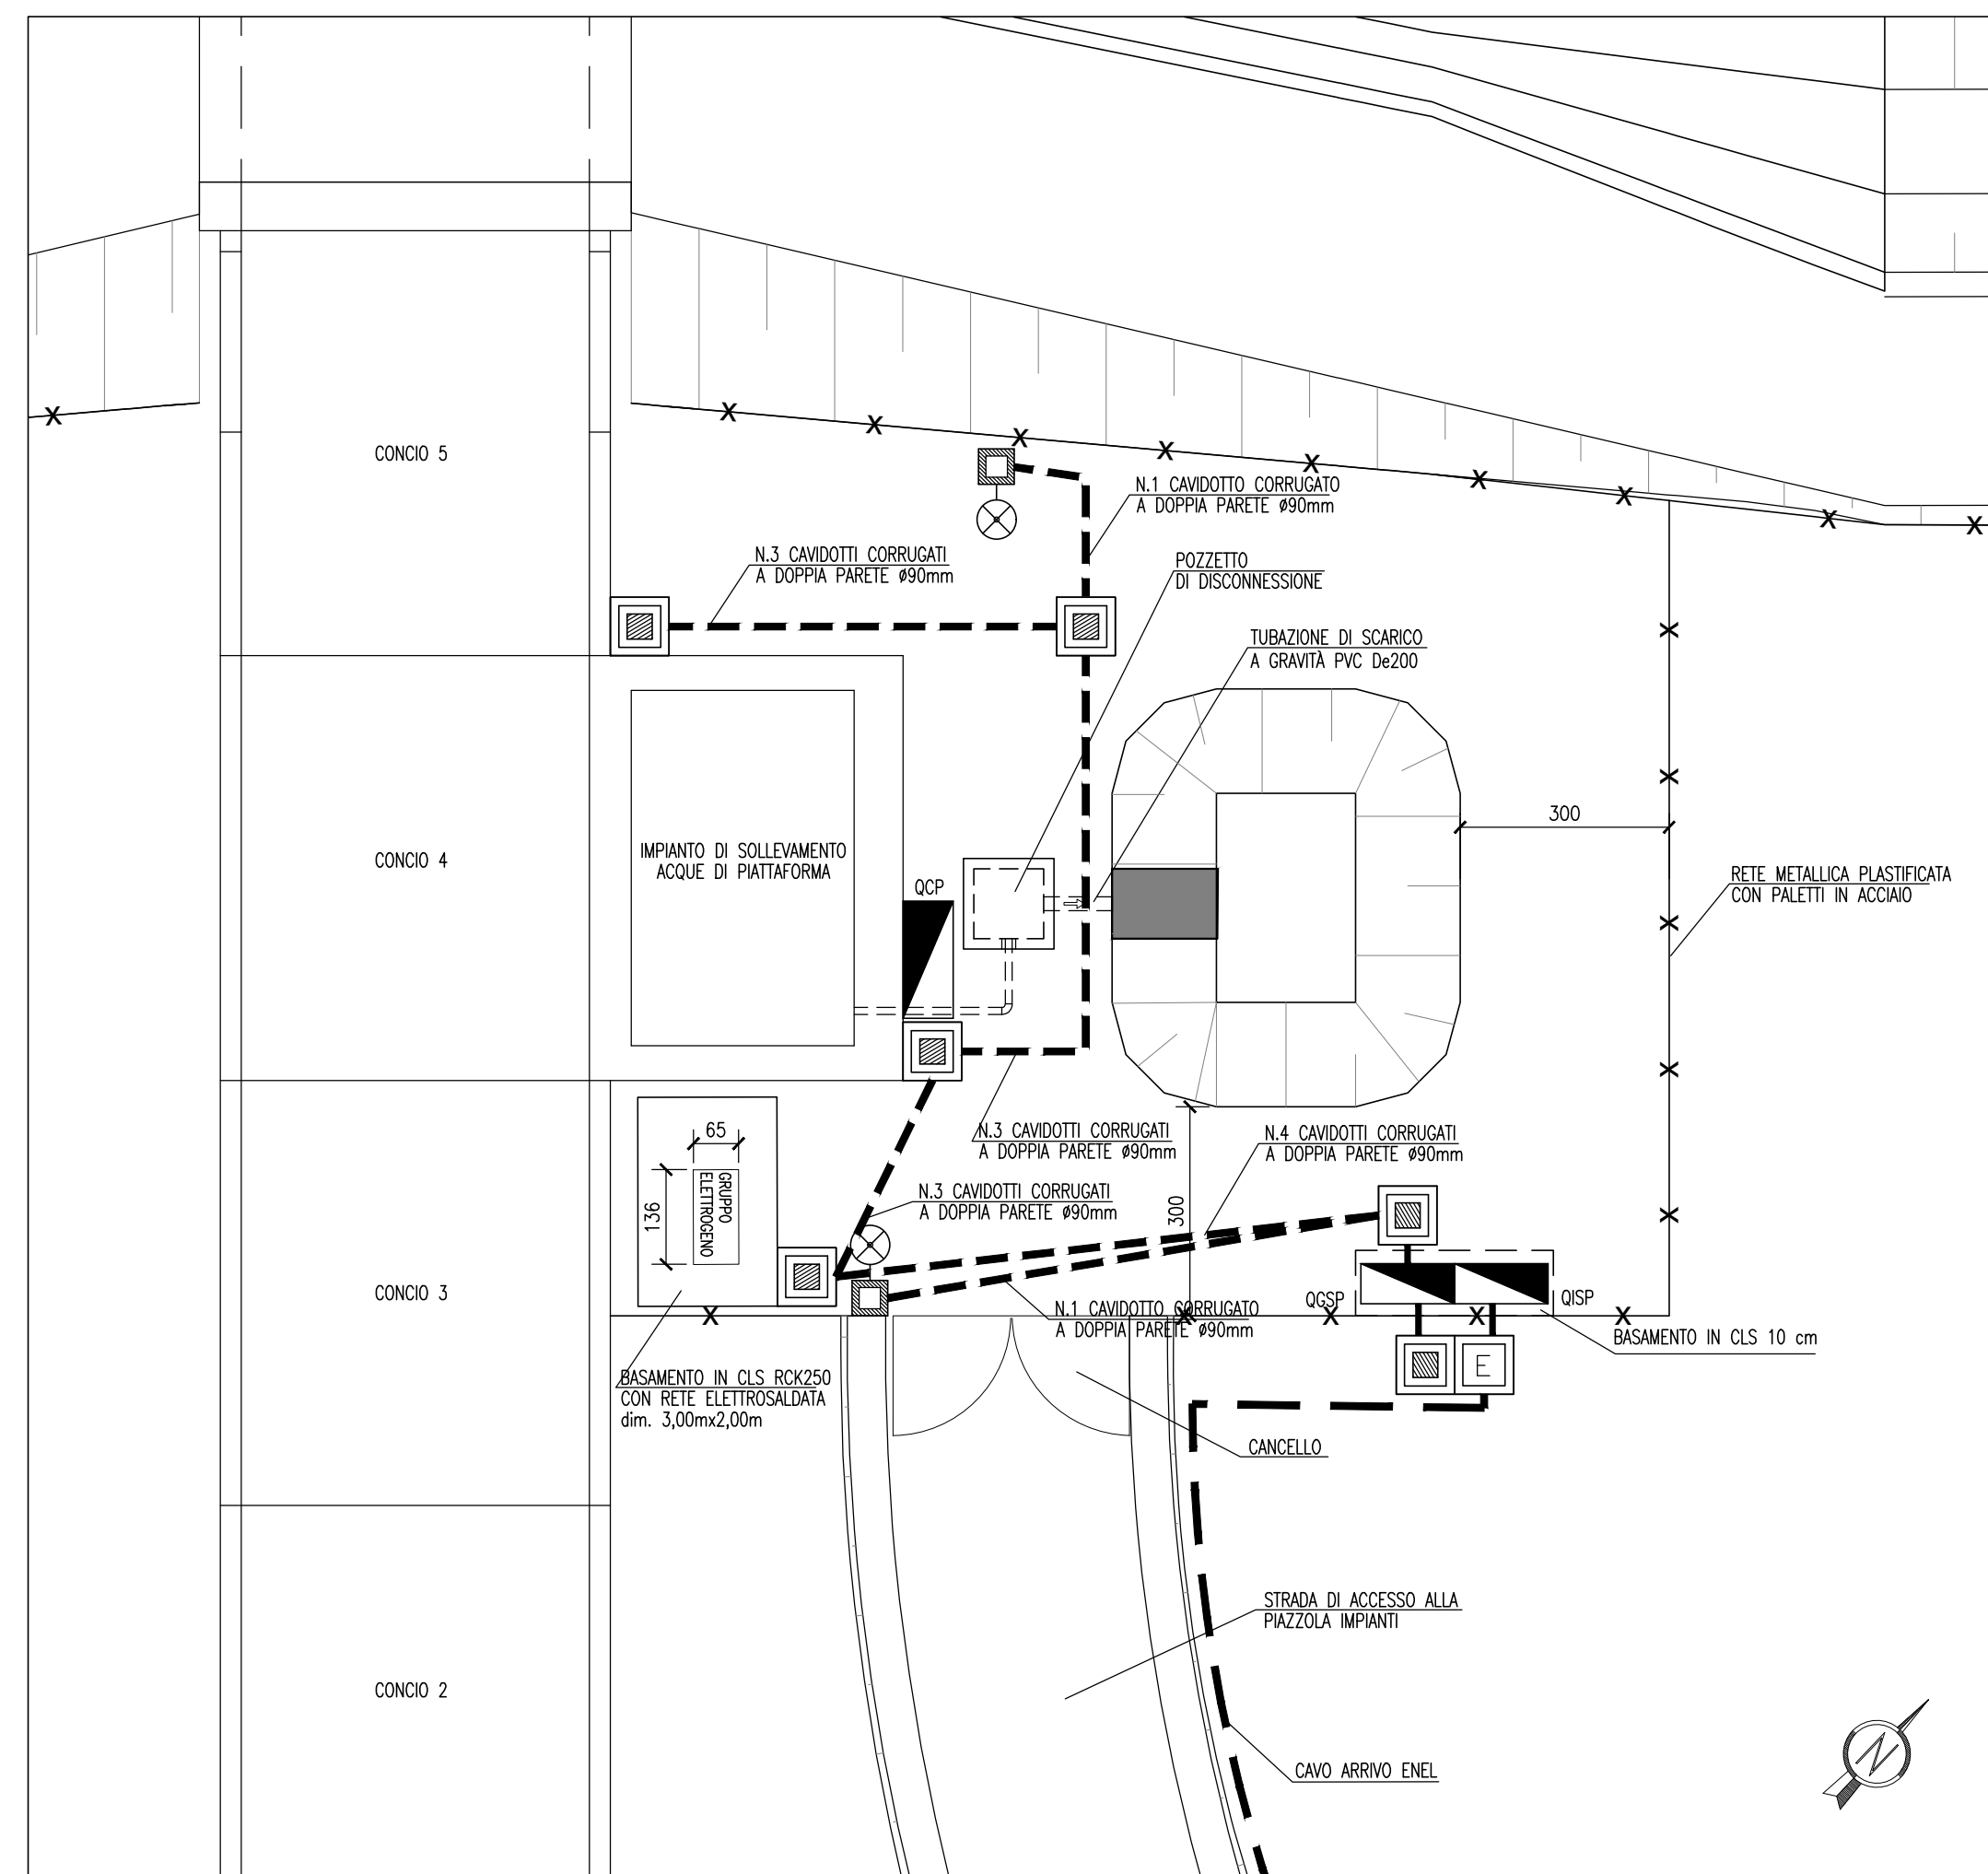 CONCIO 5
N.1 CAVIDOTTO CORRUGATO
A DOPPIA PARETE ø90mm
N.3 CAVIDOTTI CORRUGATI
A DOPPIA PARETE ø90mm
POZZETTO
DI DISCONNESSIONE
TUBAZIONE DI SCARICO
A GRAVITÀ PVC De200
300
CONCIO 4
IMPIANTO DI SOLLEVAMENTO
ACQUE DI PIATTAFORMA
QCP
RETE METALLICA PLASTIFICATA
CON PALETTI IN ACCIAIO
65
136
GRUPPO
ELETTROGENO
N.3 CAVIDOTTI CORRUGATI
A DOPPIA PARETE ø90mm
N.4 CAVIDOTTI CORRUGATI
A DOPPIA PARETE ø90mm
N.3 CAVIDOTTI CORRUGATI
A DOPPIA PARETE ø90mm
300
CONCIO 3
N.1 CAVIDOTTO CORRUGATO
A DOPPIA PARETE ø90mm
QGSP
QISP
BASAMENTO IN CLS 10 cm
E
BASAMENTO IN CLS RCK250
CON RETE ELETTROSALDATA
dim. 3,00mx2,00m
CANCELLO
STRADA DI ACCESSO ALLA
PIAZZOLA IMPIANTI
CONCIO 2
CAVO ARRIVO ENEL
N